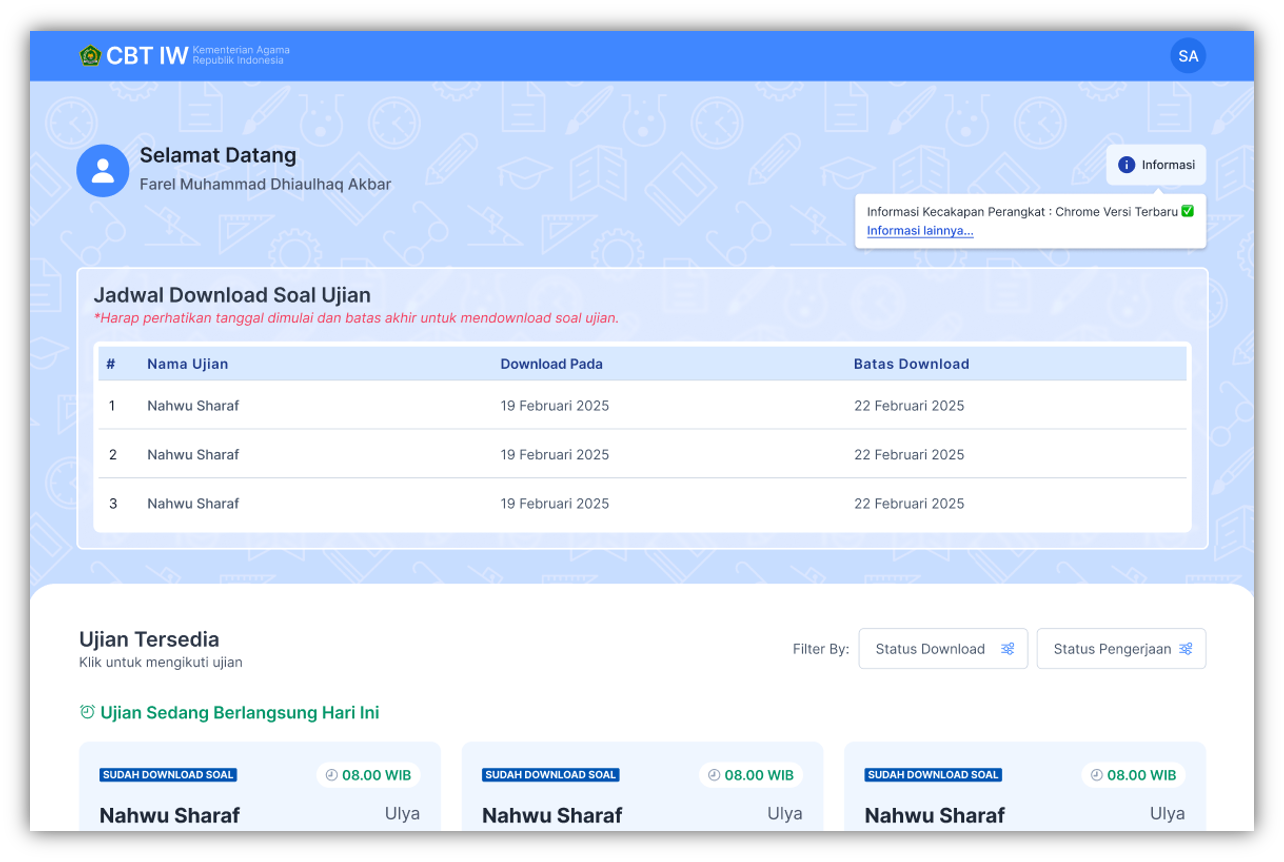 CBT IW
Kementerian Agama
Republik Indonesia
SA
Selamat Datang
Farel Muhammad Dhiaulhaq Akbar
Informasi
Informasi Kecakapan Perangkat : Chrome Versi Terbaru ✅
Informasi lainnya...
Jadwal Download Soal Ujian
*Harap perhatikan tanggal dimulai dan batas akhir untuk mendownload soal ujian.
# Nama Ujian Download Pada Batas Download
1 Nahwu Sharaf 19 Februari 2025 22 Februari 2025
2 Nahwu Sharaf 19 Februari 2025 22 Februari 2025
3 Nahwu Sharaf 19 Februari 2025 22 Februari 2025
Ujian Tersedia
Klik untuk mengikuti ujian
Filter By: Status Download Status Pengerjaan
Ujian Sedang Berlangsung Hari Ini
SUDAH DOWNLOAD SOAL 08.00 WIB SUDAH DOWNLOAD SOAL 08.00 WIB SUDAH DOWNLOAD SOAL 08.00 WIB
Nahwu Sharaf Ulya Nahwu Sharaf Ulya Nahwu Sharaf Ulya